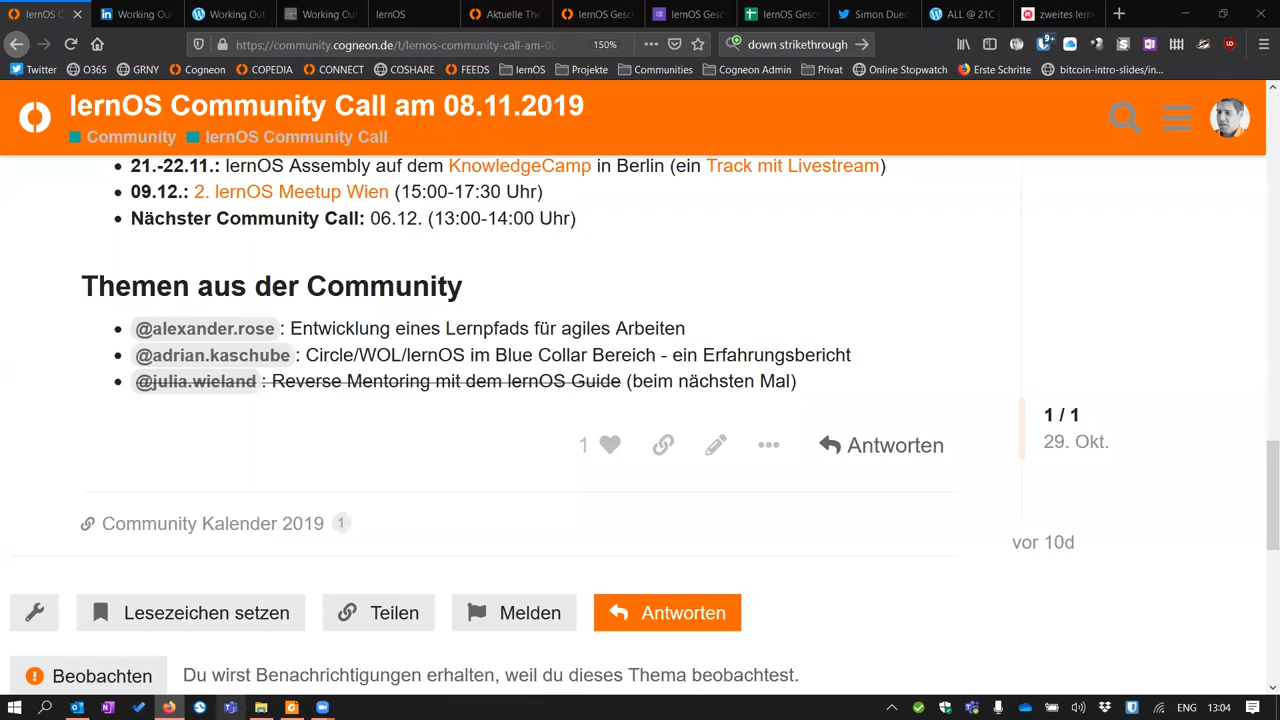 lernOS C
Working Ou
Working Out
Working Ou
lernOS
Aktuelle The
lernOS Gesc
lernOS Gesc
lernOS Gesc
Simon Duec
ALL @ 21C
zweites lern
https://community.cogneon.de/t/lernos-community-call-am-0
150%
down strikethrough
Twitter
O365
GRNY
Cogneon
COPEDIA
CONNECT
COSHARE
FEEDS
lernOS
Projekte
Communities
Cogneon Admin
Privat
Online Stopwatch
Erste Schritte
bitcoin-intro-slides/in...
lernOS Community Call am 08.11.2019
Community lernOS Community Call
21.-22.11.: lernOS Assembly auf dem KnowledgeCamp in Berlin (ein Track mit Livestream)
09.12.: 2. lernOS Meetup Wien (15:00-17:30 Uhr)
Nächster Community Call: 06.12. (13:00-14:00 Uhr)
Themen aus der Community
@alexander.rose : Entwicklung eines Lernpfads für agiles Arbeiten
@adrian.kaschube : Circle/WOL/lernOS im Blue Collar Bereich - ein Erfahrungsbericht
@julia.wieland : Reverse Mentoring mit dem lernOS Guide (beim nächsten Mal)
1 / 1
29. Okt.
1
Antworten
Community Kalender 2019 1
vor 10d
Lesezeichen setzen
Teilen
Melden
Antworten
Beobachten
Du wirst Benachrichtigungen erhalten, weil du dieses Thema beobachtest.
ENG
13:04